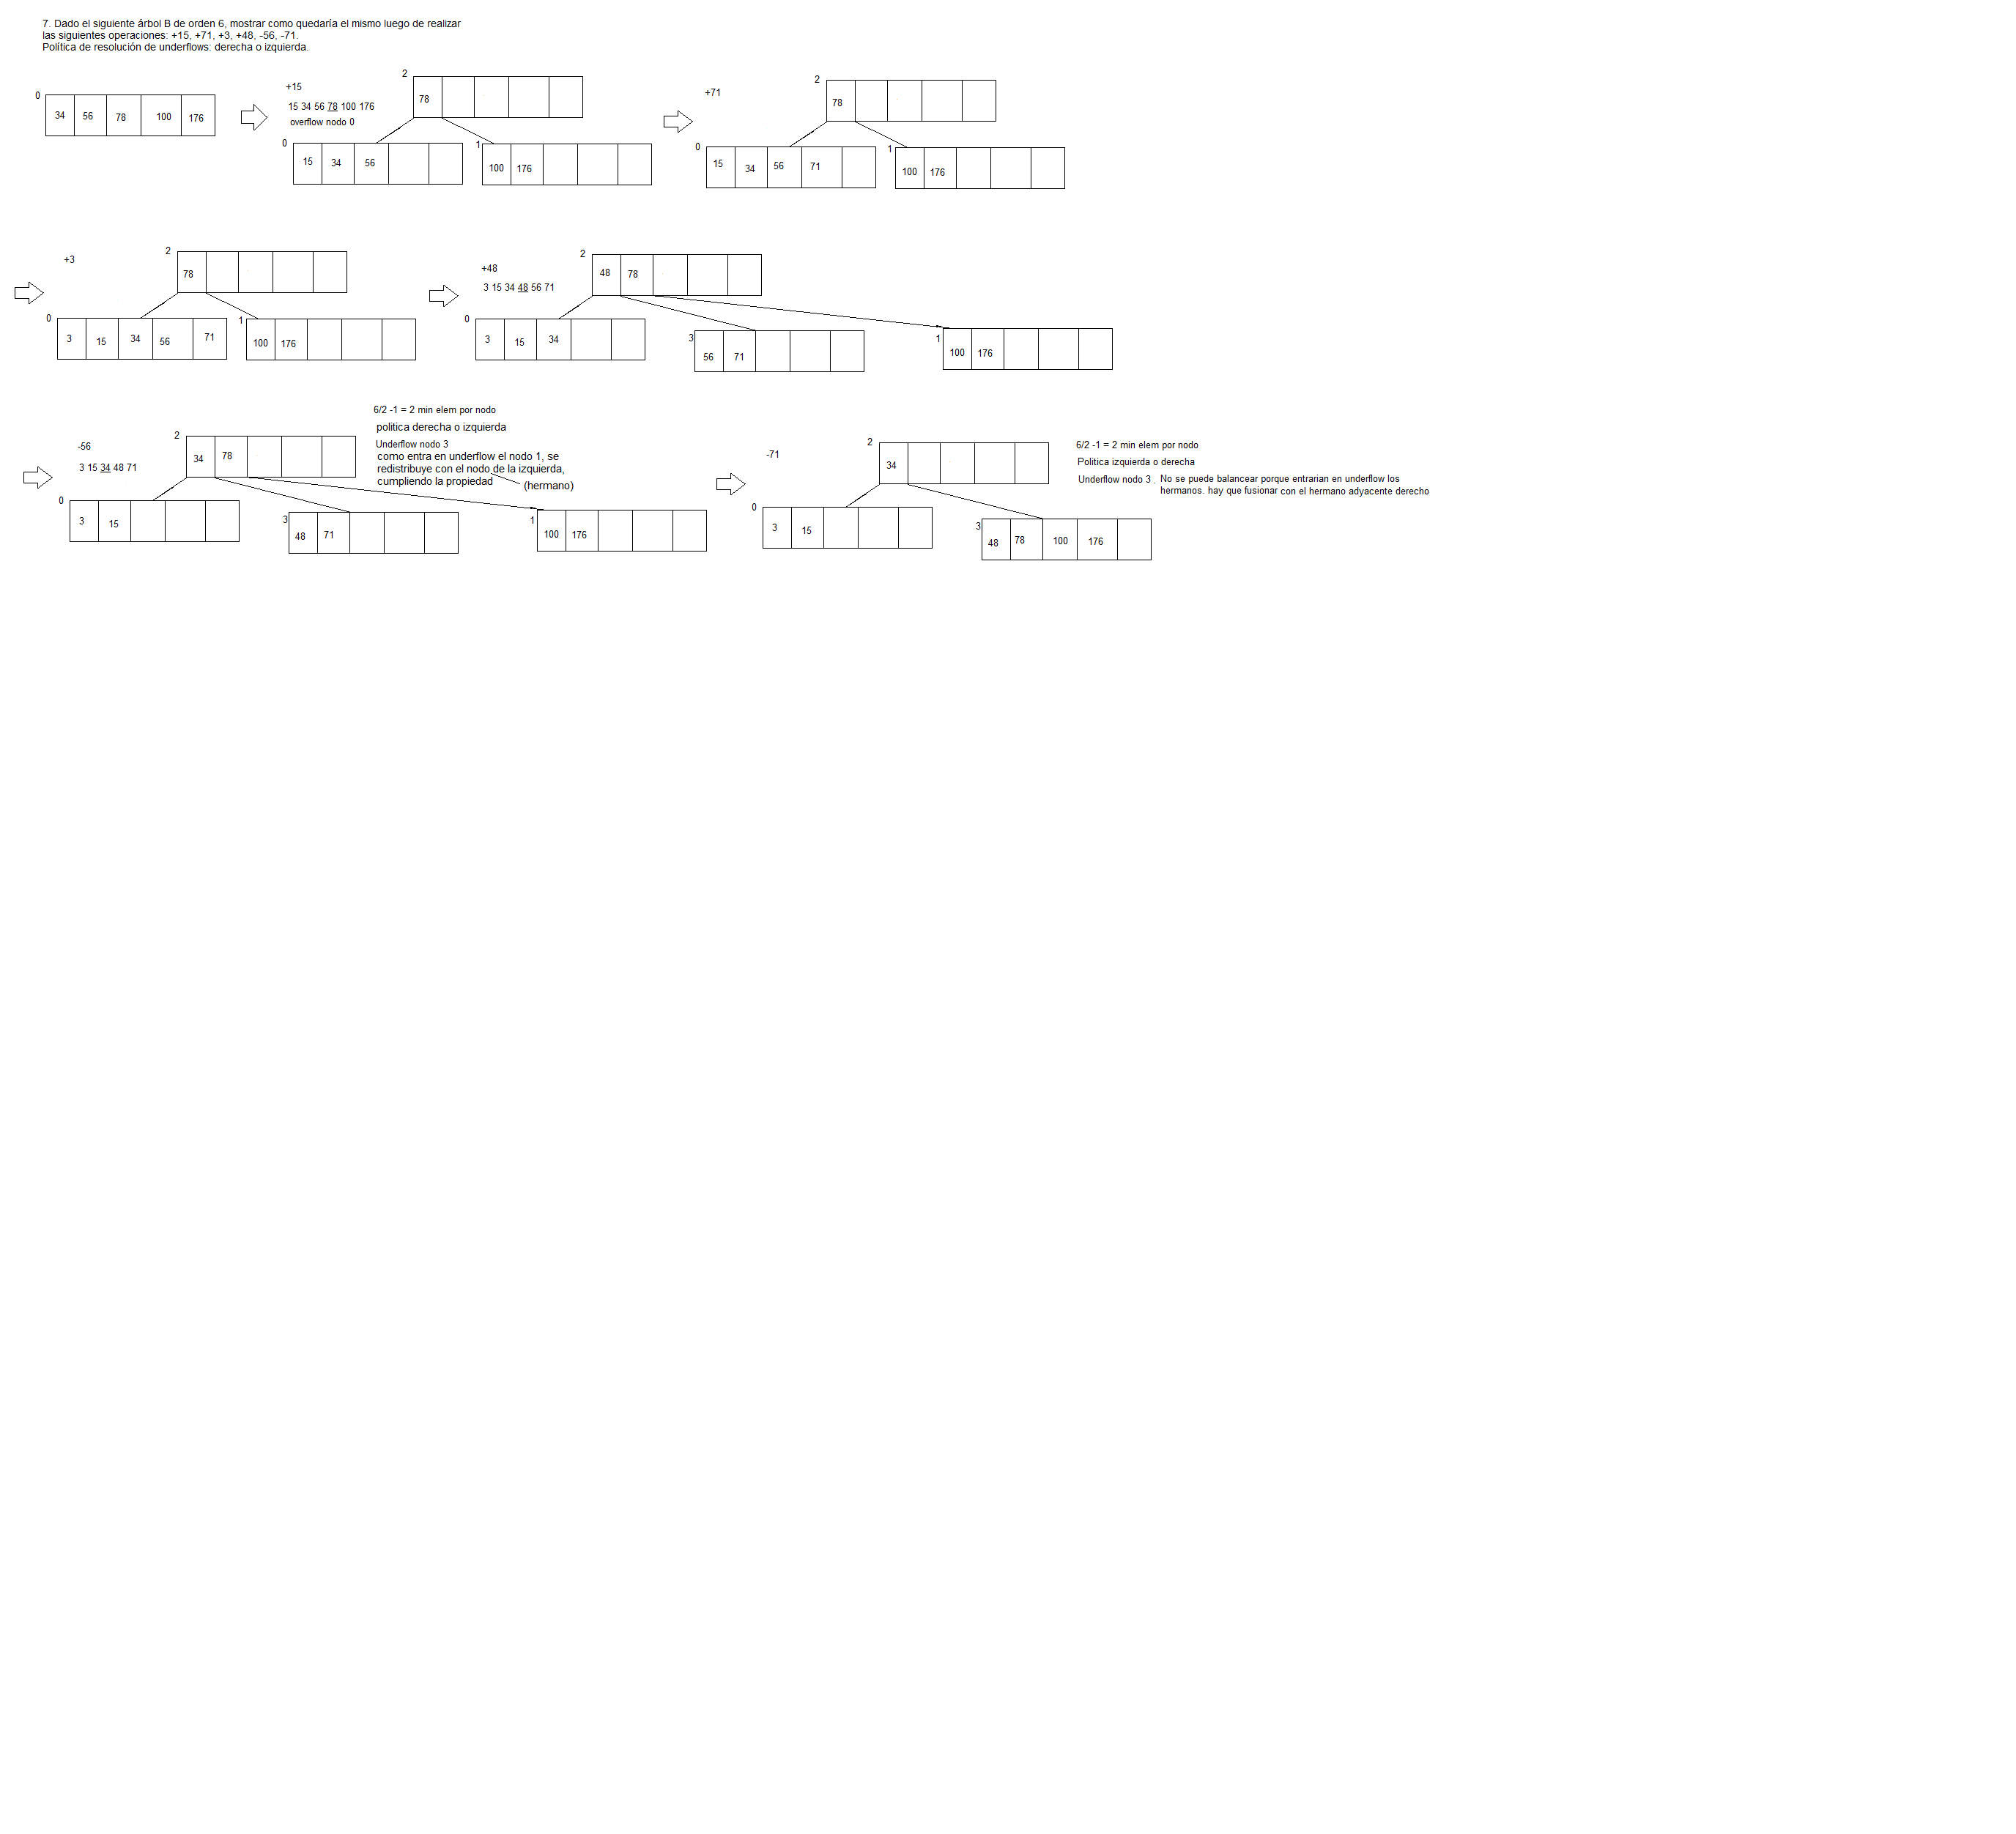 7. Dado el siguiente árbol B de orden 6, mostrar como quedaría el mismo luego de realizar
las siguientes operaciones: +15, +71, +3, +48, -56, -71.
Política de resolución de underflows: derecha o izquierda.
0
34 56 78 100 176
+15
15 34 56 78 100 176
overflow nodo 0
2
78
0
15 34 56
1
100 176
+71
2
78
0
15 34 56 71
1
100 176
+3
2
78
0
3 15 34 56 71
1
100 176
+48
3 15 34 48 56 71
2
48 78
0
3 15 34
3
56 71
1
100 176
-56
3 15 34 48 71
2
34 78
6/2 -1 = 2 min elem por nodo
politica derecha o izquierda
Underflow nodo 3
como entra en underflow el nodo 1, se
redistribuye con el nodo de la izquierda,
cumpliendo la propiedad
(hermano)
0
3 15
3
48 71
1
100 176
-71
2
34
6/2 -1 = 2 min elem por nodo
Politica izquierda o derecha
Underflow nodo 3 . No se puede balancear porque entrarian en underflow los
hermanos. hay que fusionar con el hermano adyacente derecho
0
3 15
3
48 78 100 176